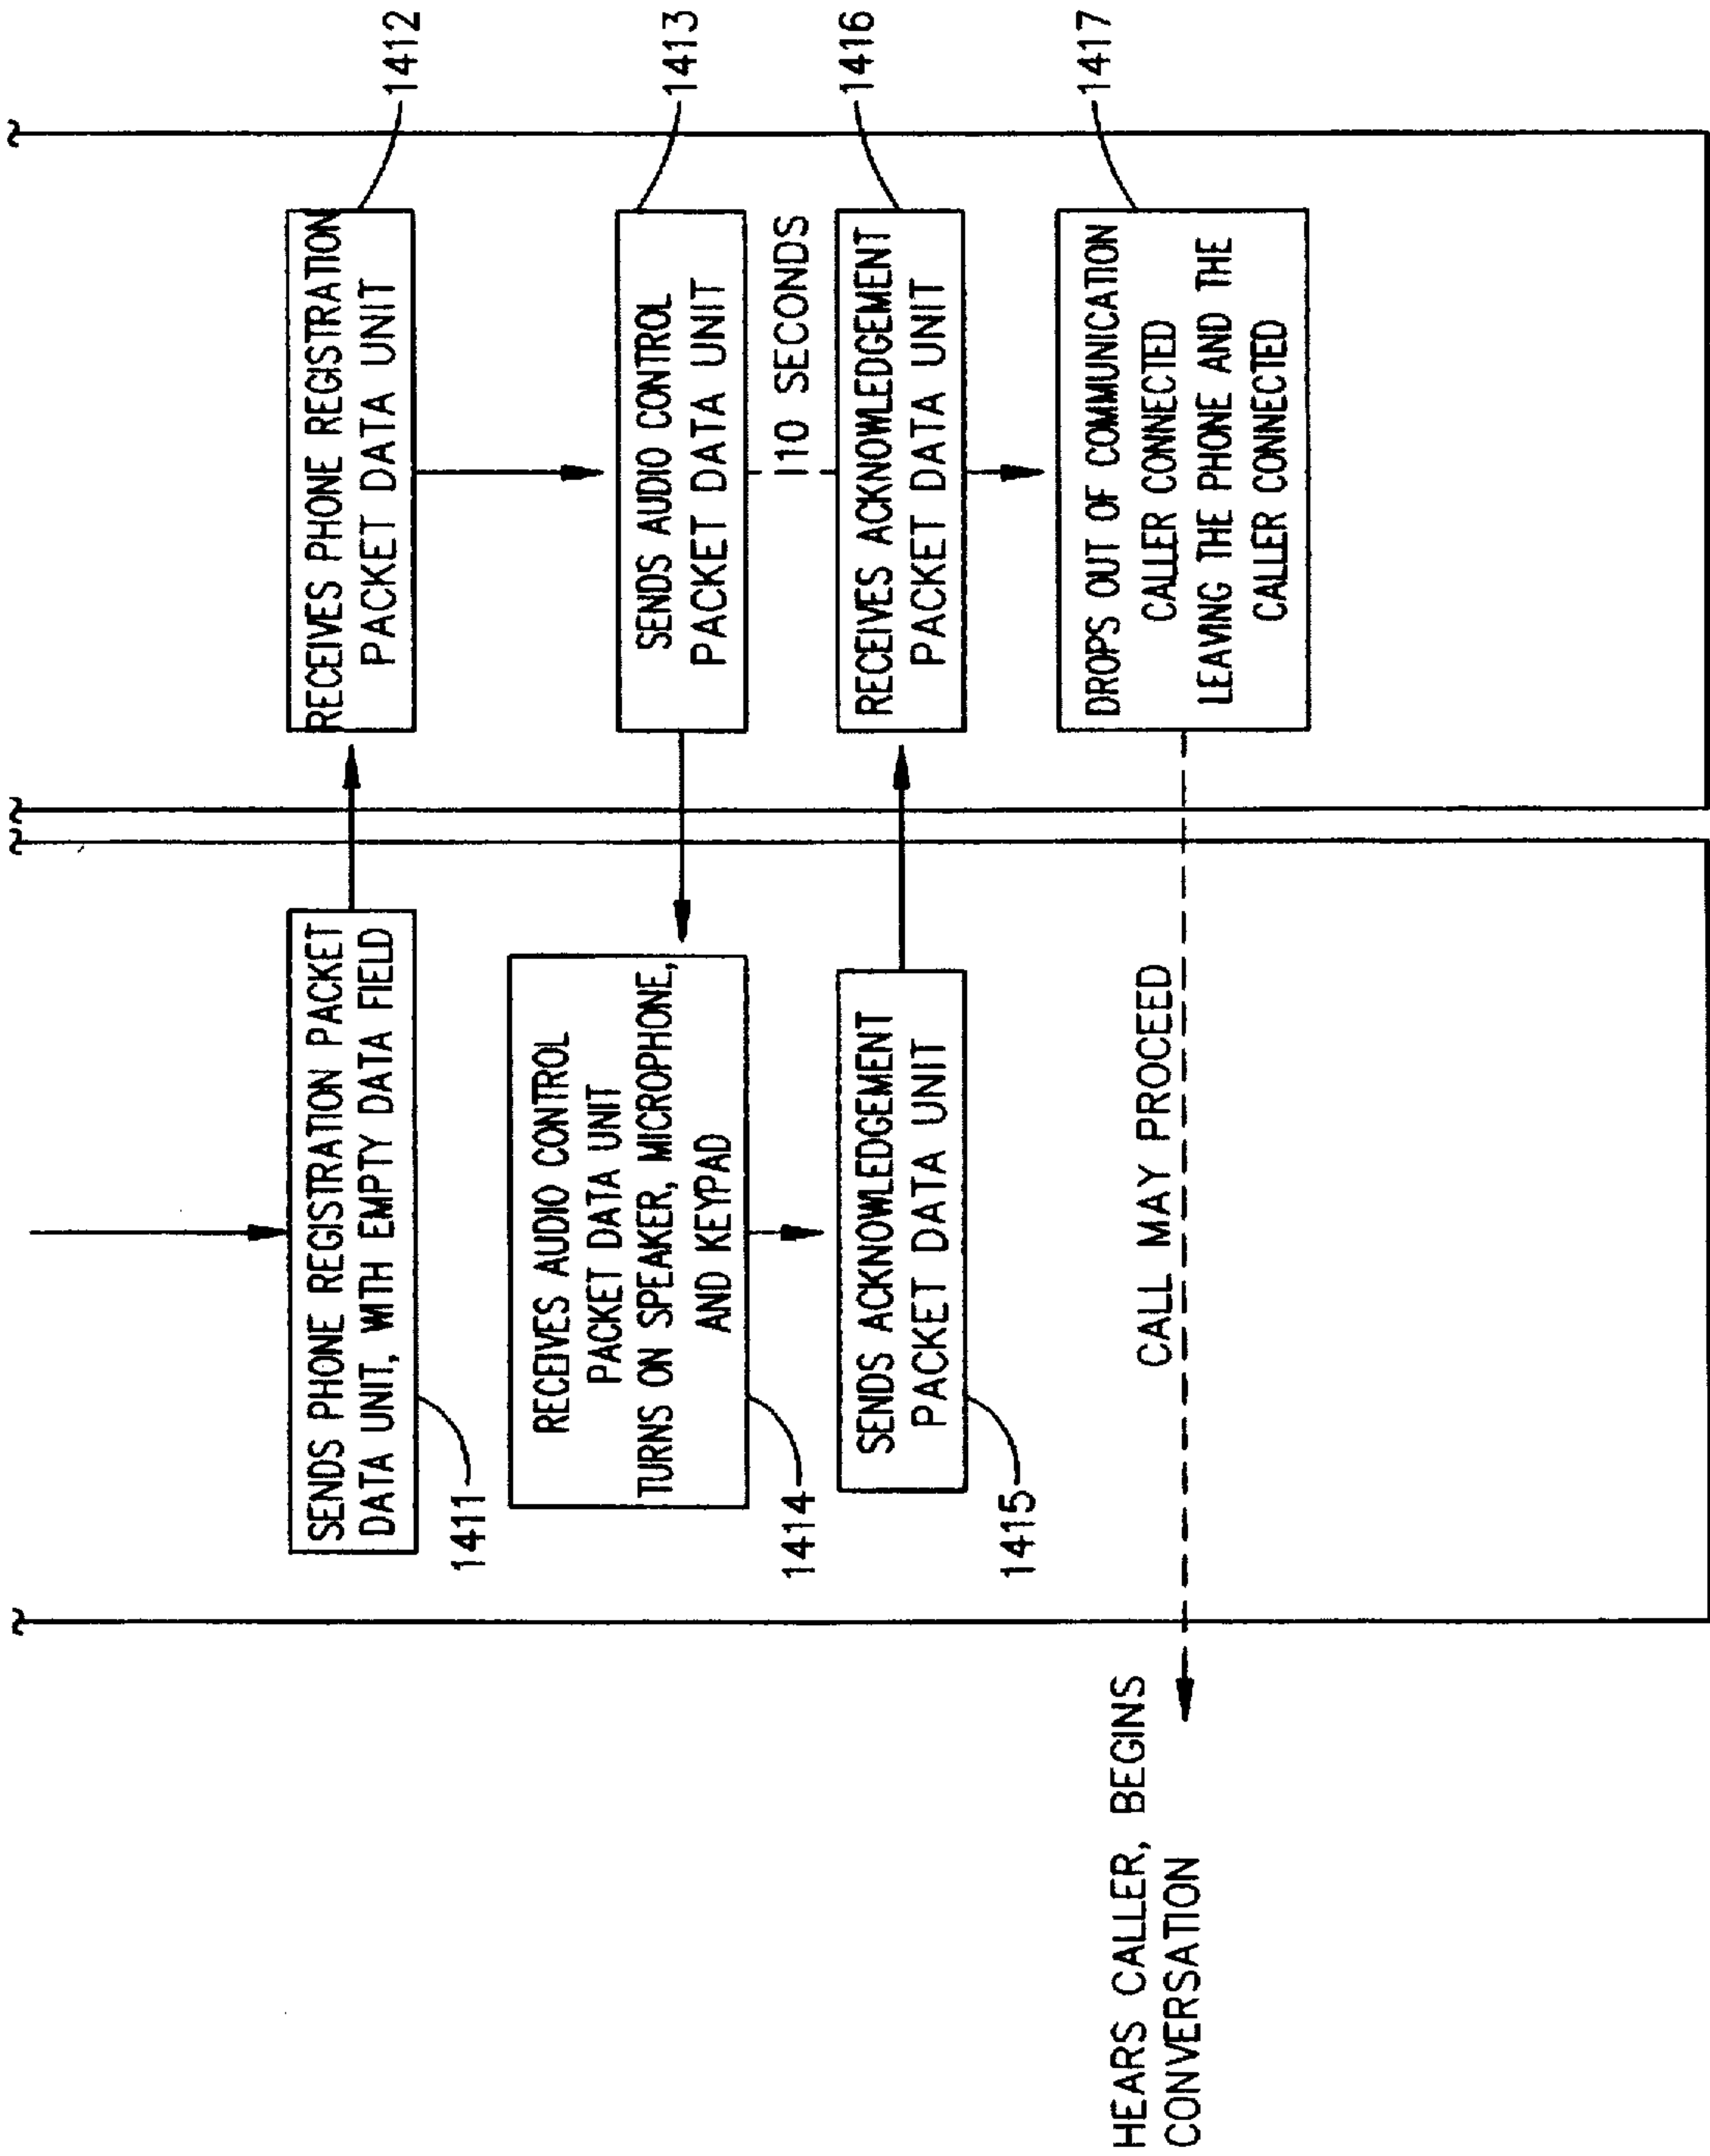 SENDS PHONE REGISTRATION PACKET
DATA UNIT, WITH EMPTY DATA FIELD
1411
RECEIVES PHONE REGISTRATION
PACKET DATA UNIT
1412
RECEIVES AUDIO CONTROL
PACKET DATA UNIT
TURNS ON SPEAKER, MICROPHONE,
AND KEYPAD
1414
SENDS AUDIO CONTROL
PACKET DATA UNIT
1413
10 SECONDS
SENDS ACKNOWLEDGEMENT
PACKET DATA UNIT
1415
RECEIVES ACKNOWLEDGEMENT
PACKET DATA UNIT
1416
DROPS OUT OF COMMUNICATION
CALLER CONNECTED
LEAVING THE PHONE AND THE
CALLER CONNECTED
1417
CALL MAY PROCEED
HEARS CALLER, BEGINS
CONVERSATION